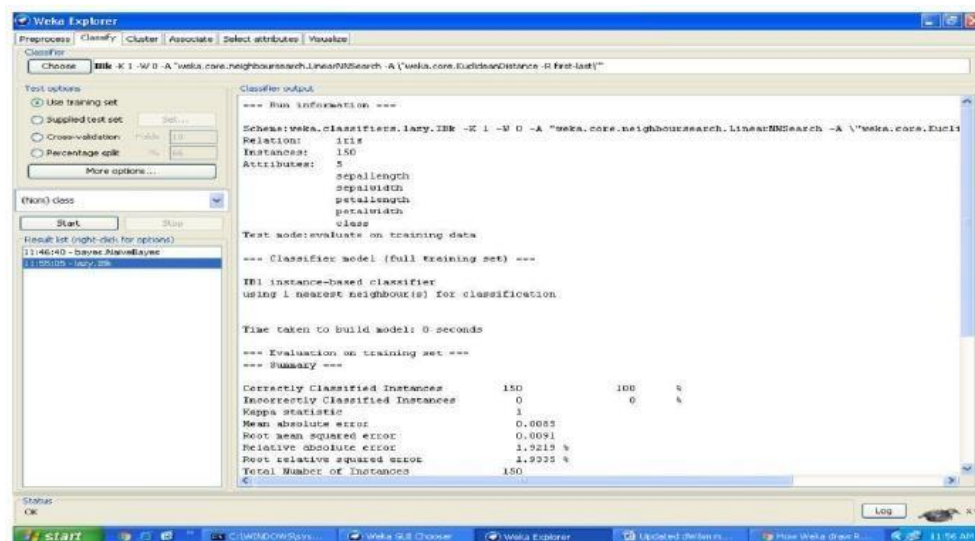 Weka Explorer
Preprocess Classify Cluster Associate Select attributes Visualize
Classifier
Choose IBk -K 1 -W 0 -A "weka.core.neighboursearch.LinearNNSearch -A \"weka.core.EuclideanDistance -R first-last\""
Test options
Use training set
Supplied test set Set...
Cross-validation Folds 10
Percentage split % 66
More options...
(Nom) class
Start Stop
Result list (right-click for options)
11:46:40 - bayes.NaiveBayes
11:55:05 - lazy.IBk
Classifier output
=== Run information ===
Scheme:weka.classifiers.lazy.IBk -K 1 -W 0 -A "weka.core.neighboursearch.LinearNNSearch -A \"weka.core.Eucli
Relation: iris
Instances: 150
Attributes: 5
sepallength
sepalwidth
petallength
petalwidth
class
Test mode:evaluate on training data
=== Classifier model (full training set) ===
IB1 instance-based classifier
using 1 nearest neighbour(s) for classification
Time taken to build model: 0 seconds
=== Evaluation on training set ===
=== Summary ===
Correctly Classified Instances 150 100 %
Incorrectly Classified Instances 0 0 %
Kappa statistic 1
Mean absolute error 0.0085
Root mean squared error 0.0091
Relative absolute error 1.9219 %
Root relative squared error 1.9335 %
Total Number of Instances 150
Status
OK
Log
x
start
C:\WINDOWS\sys...
Weka GUI Chooser
Weka Explorer
Updated
How Weka draw R...
11:56 AM